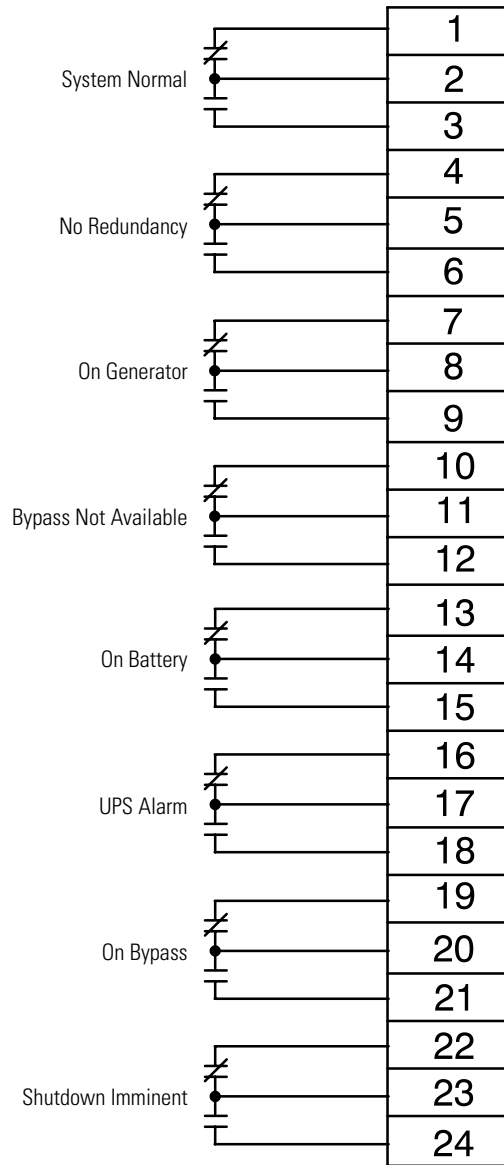 1
System Normal 2
3
4
No Redundancy 5
6
7
On Generator 8
9
10
Bypass Not Available 11
12
13
On Battery 14
15
16
UPS Alarm 17
18
19
On Bypass 20
21
22
Shutdown Imminent 23
24